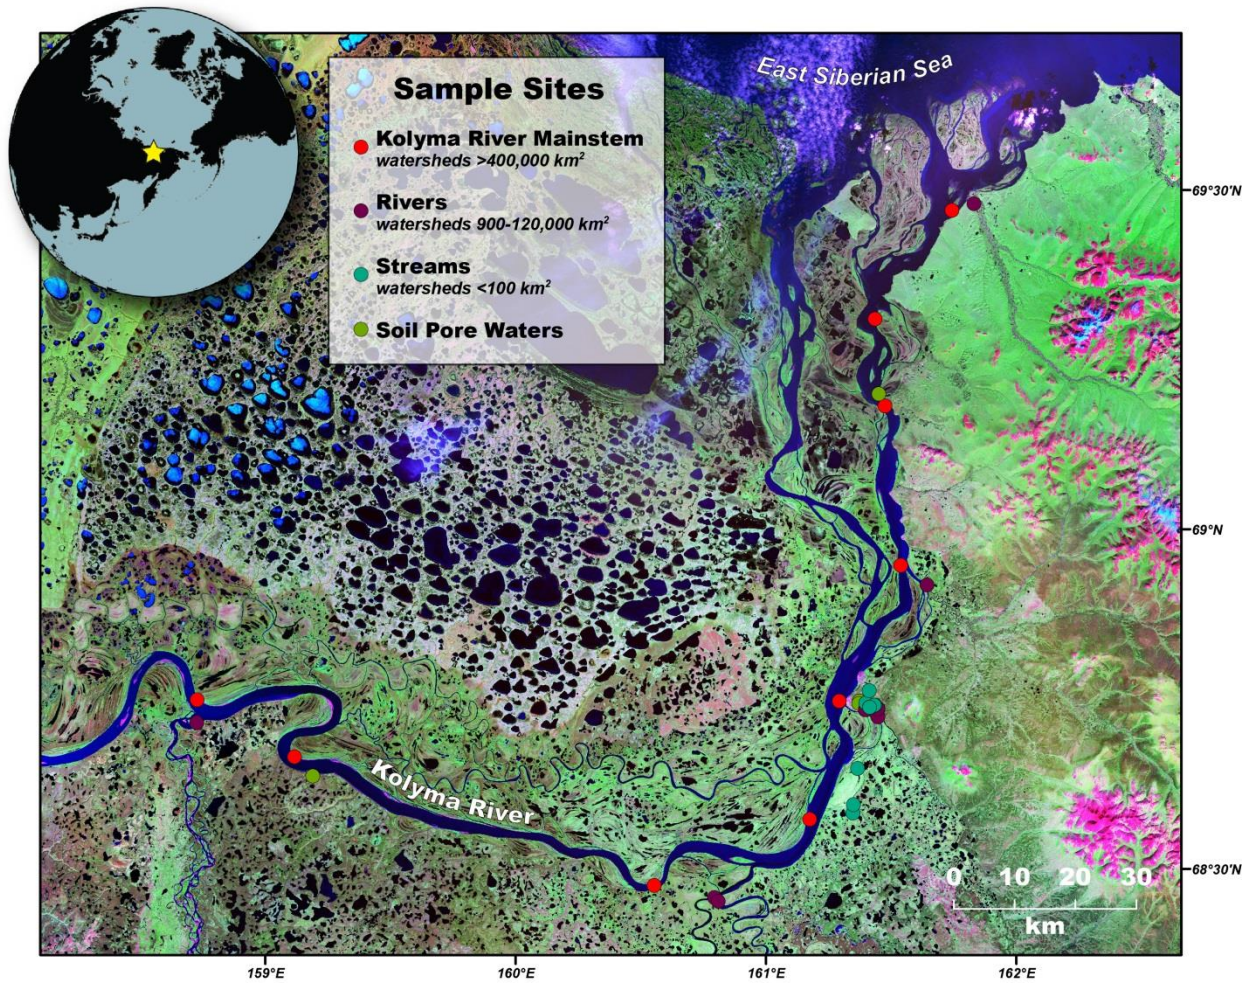 East Siberian Sea
Sample Sites
Kolyma River Mainstem
watersheds >400,000 km²
Rivers
watersheds 900-120,000 km²
Streams
watersheds <100 km²
Soil Pore Waters
69°30'N
69°N
Kolyma River
68°30'N
0 10 20 30
km
159°E 160°E 161°E 162°E